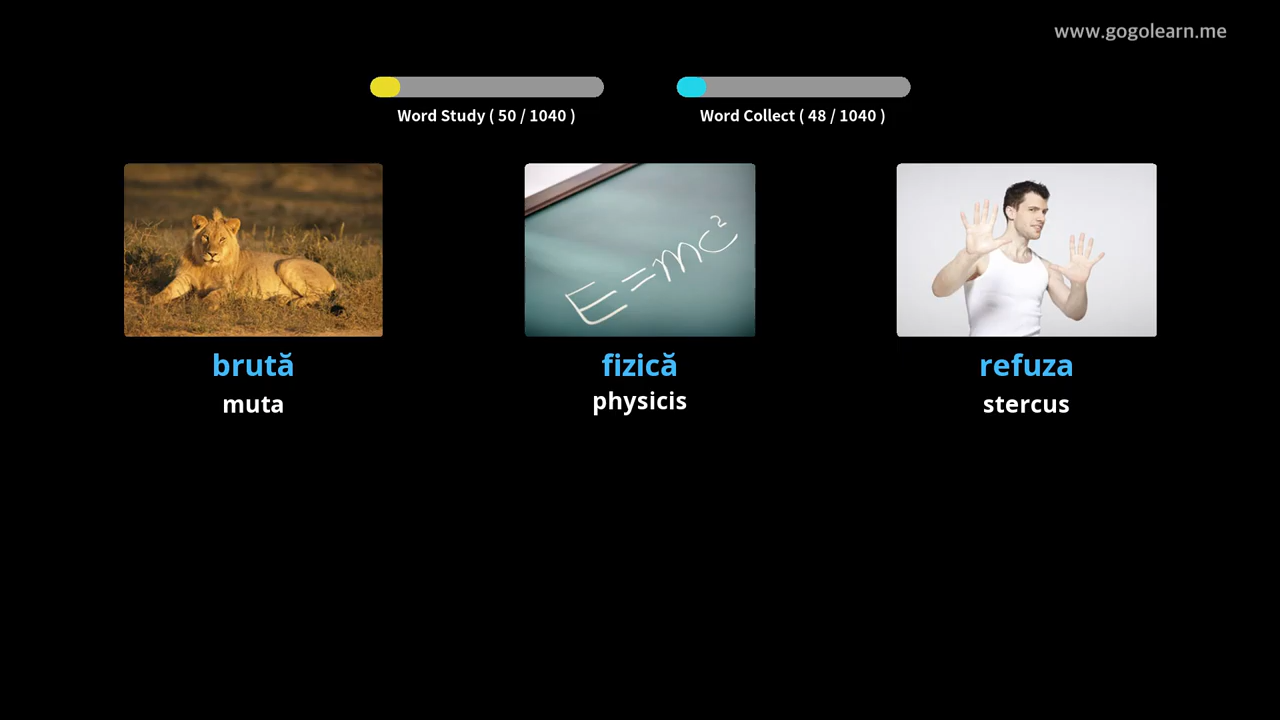 www.gogolearn.me
Word Study ( 50 / 1040 )
Word Collect ( 48 / 1040 )
E=mc²
brută
fizică
refuza
muta
physicis
stercus